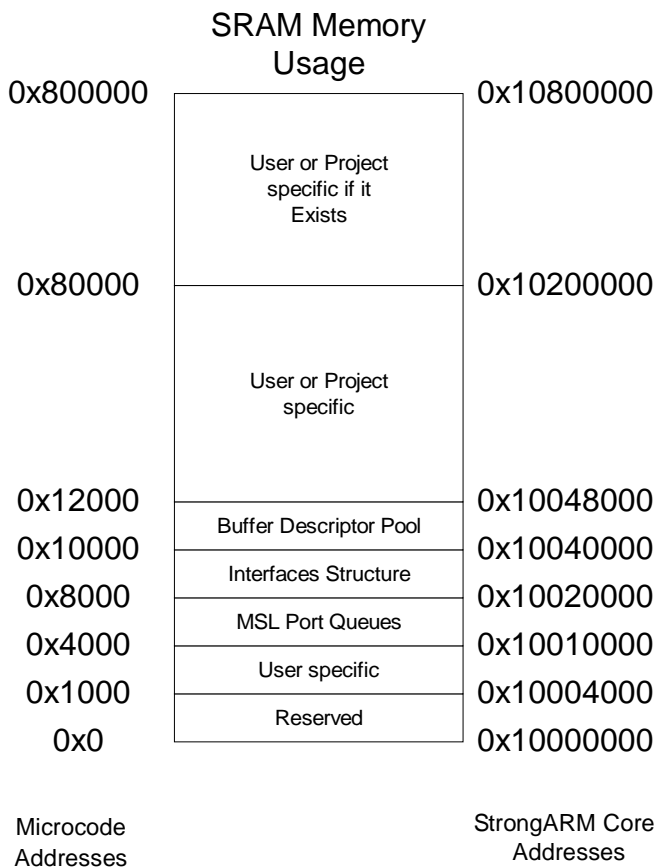 SRAM Memory
Usage
0x800000
0x10800000
User or Project
specific if it
Exists
0x80000
0x10200000
User or Project
specific
0x12000
0x10048000
Buffer Descriptor Pool
0x10000
0x10040000
Interfaces Structure
0x8000
0x10020000
MSL Port Queues
0x4000
0x10010000
User specific
0x1000
0x10004000
Reserved
0x0
0x10000000
Microcode
Addresses
StrongARM Core
Addresses